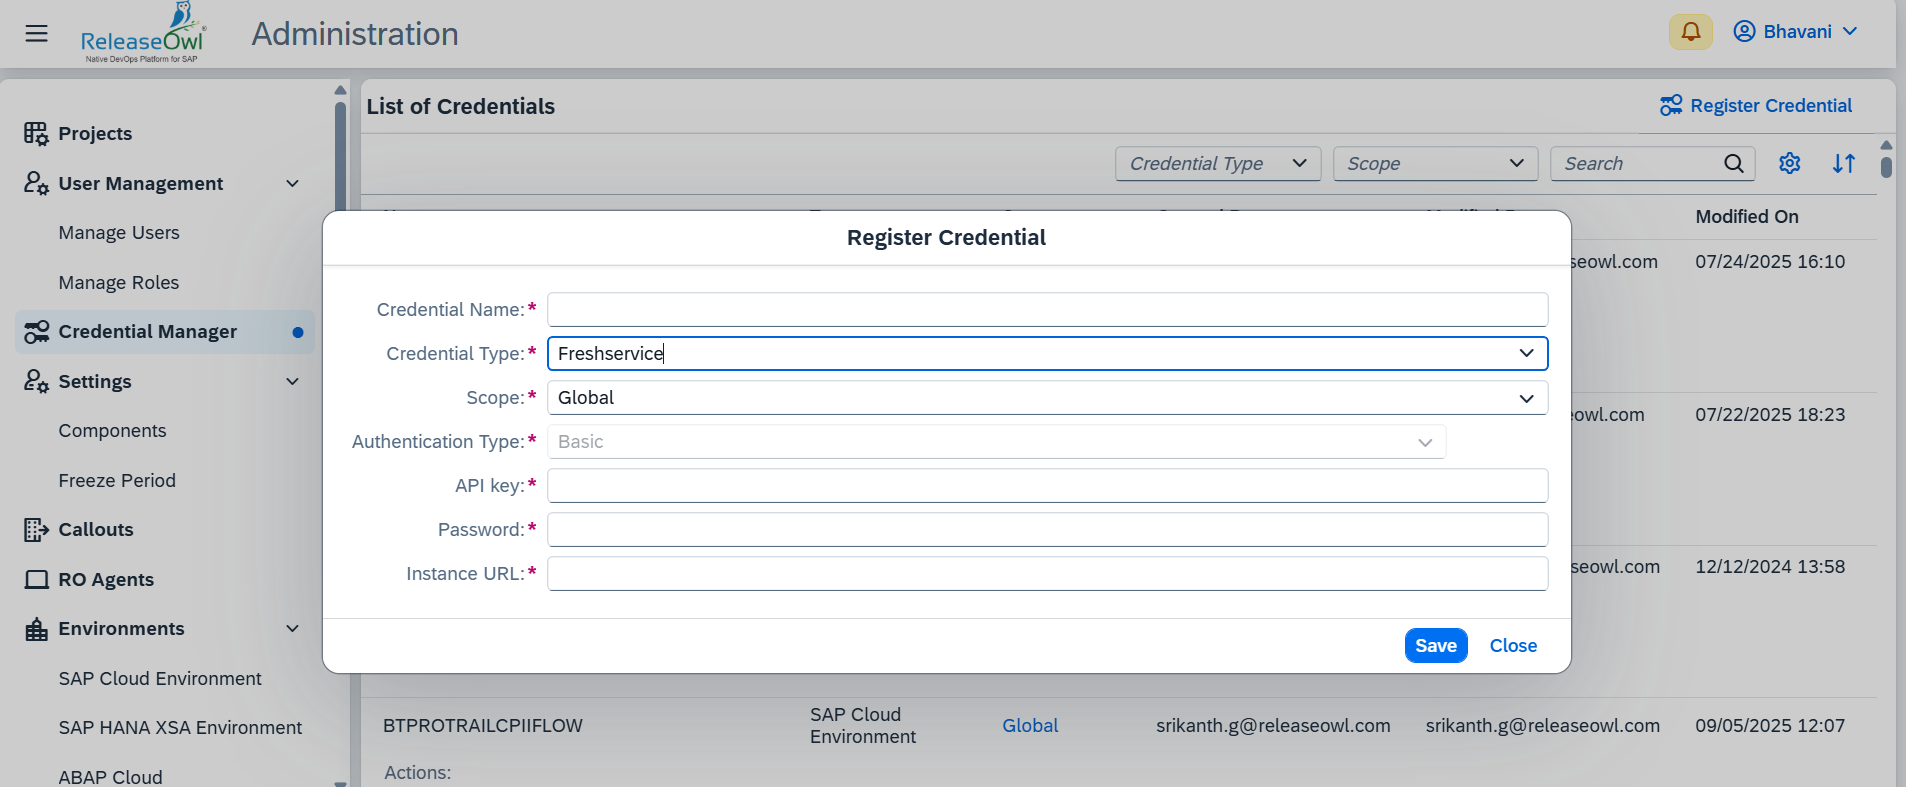 ReleaseOwl
Native DevOps Platform for SAP
Administration
Bhavani
Projects
User Management
Manage Users
Manage Roles
Credential Manager
Settings
Components
Freeze Period
Callouts
RO Agents
Environments
SAP Cloud Environment
SAP HANA XSA Environment
ABAP Cloud
List of Credentials
Register Credential
Credential Type
Scope
Search
Modified On
seowl.com
07/24/2025 16:10
eowl.com
07/22/2025 18:23
seowl.com
12/12/2024 13:58
Register Credential
Credential Name:*
Credential Type:* Freshservice
Scope:* Global
Authentication Type:* Basic
API key:*
Password:*
Instance URL:*
Save
Close
BTPROTRAILCPIIFLOW
SAP Cloud
Environment
Global
srikanth.g@releaseowl.com
srikanth.g@releaseowl.com
09/05/2025 12:07
Actions: